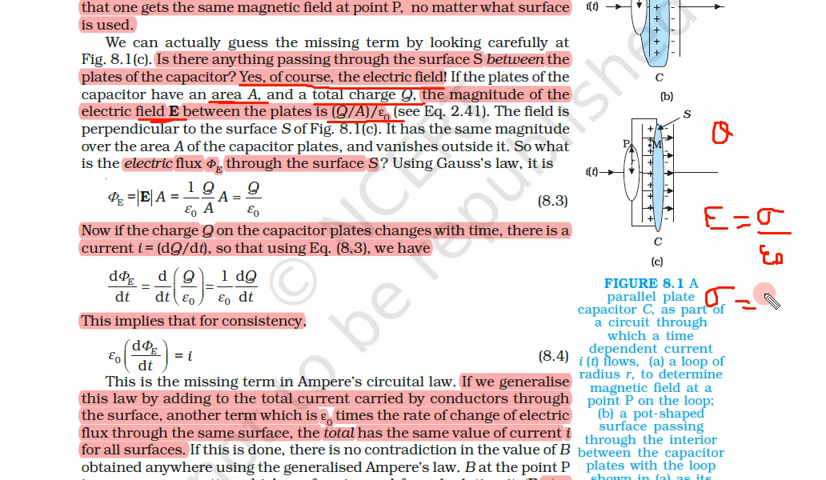 that one gets the same magnetic field at point P, no matter what surface
is used.
We can actually guess the missing term by looking carefully at
Fig. 8.1(c). Is there anything passing through the surface S between the
plates of the capacitor? Yes, of course, the electric field! If the plates of the
capacitor have an area A, and a total charge Q, the magnitude of the
electric field E between the plates is (Q/A)/ε0 (see Eq. 2.41). The field is
perpendicular to the surface S of Fig. 8.1(c). It has the same magnitude
over the area A of the capacitor plates, and vanishes outside it. So what
is the electric flux ΦE through the surface S? Using Gauss's law, it is
ΦE = |E| A = 1/ε0 Q/A A = Q/ε0 (8.3)
Now if the charge Q on the capacitor plates changes with time, there is a
current i = (dQ/dt), so that using Eq. (8,3), we have
dΦE/dt = d/dt (Q/ε0) = 1/ε0 dQ/dt
This implies that for consistency,
ε0 (dΦE/dt) = i (8.4)
This is the missing term in Ampere's circuital law. If we generalise
this law by adding to the total current carried by conductors through
the surface, another term which is ε0 times the rate of change of electric
flux through the same surface, the total has the same value of current i
for all surfaces. If this is done, there is no contradiction in the value of B
obtained anywhere using the generalised Ampere's law. B at the point P
i(t)
C
(b)
S
P
M
r
i(t)
C
(c)
Q
E = σ/ε0
σ =
FIGURE 8.1 A
parallel plate
capacitor C, as part of
a circuit through
which a time
dependent current
i (t) flows, (a) a loop of
radius r, to determine
magnetic field at a
point P on the loop;
(b) a pot-shaped
surface passing
through the interior
between the capacitor
plates with the loop
shown in (a) as its
© NCERT
not to be republished